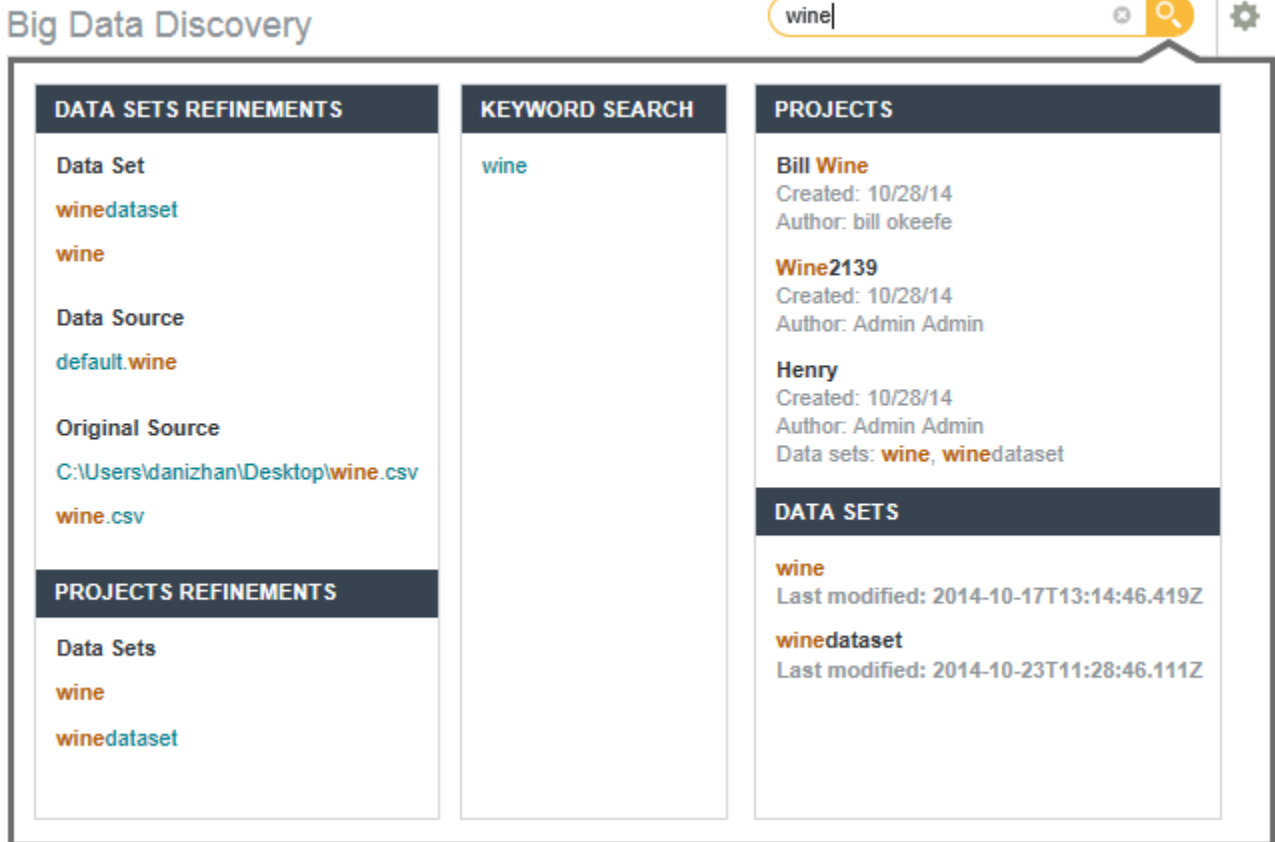 Big Data Discovery
wine
DATA SETS REFINEMENTS
Data Set
winedataset
wine
Data Source
default.wine
Original Source
C:\Users\danizhan\Desktop\wine.csv
wine.csv
PROJECTS REFINEMENTS
Data Sets
wine
winedataset
KEYWORD SEARCH
wine
PROJECTS
Bill Wine
Created: 10/28/14
Author: bill okeefe
Wine2139
Created: 10/28/14
Author: Admin Admin
Henry
Created: 10/28/14
Author: Admin Admin
Data sets: wine, winedataset
DATA SETS
wine
Last modified: 2014-10-17T13:14:46.419Z
winedataset
Last modified: 2014-10-23T11:28:46.111Z